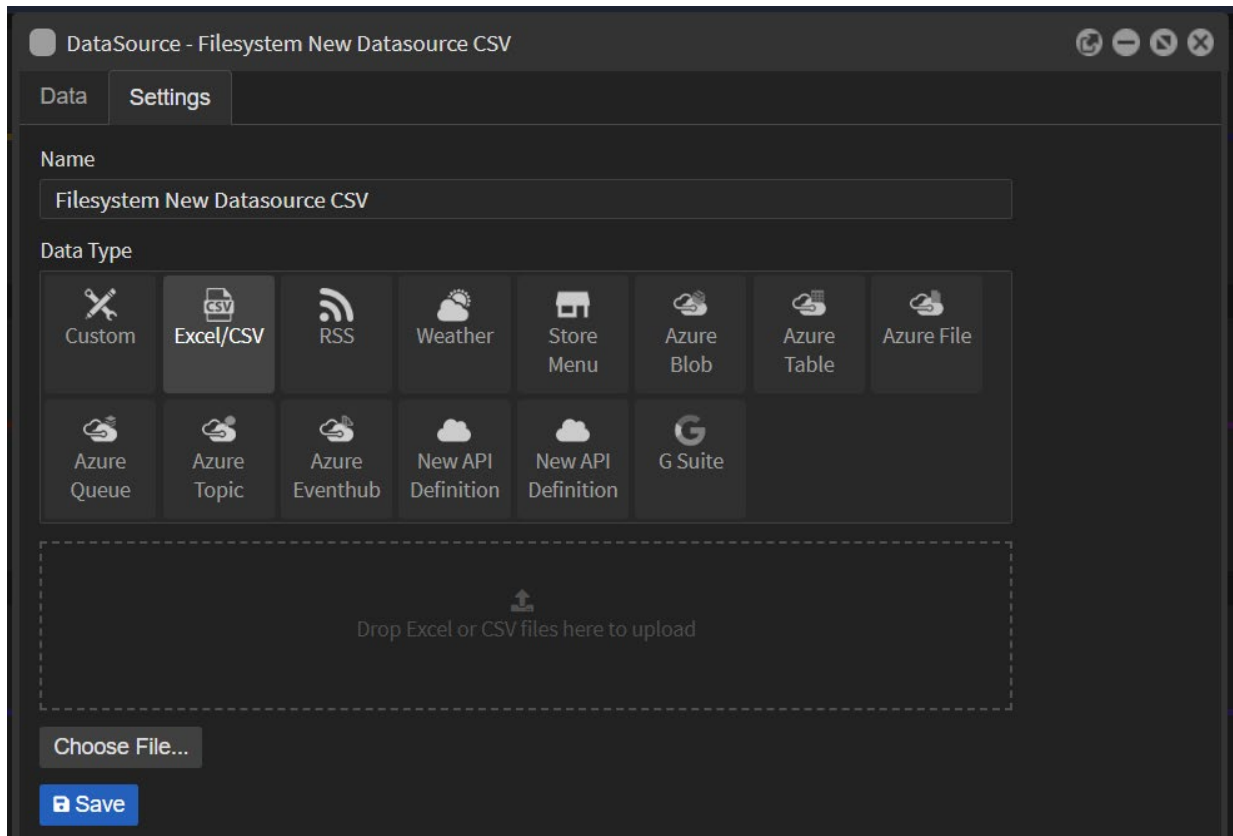 DataSource - Filesystem New Datasource CSV
Data Settings
Name
Filesystem New Datasource CSV
Data Type
Custom
CSV
Excel/CSV
RSS
Weather
Store
Menu
Azure
Blob
Azure
Table
Azure File
Azure
Queue
Azure
Topic
Azure
Eventhub
New API
Definition
New API
Definition
G Suite
Drop Excel or CSV files here to upload
Choose File...
Save